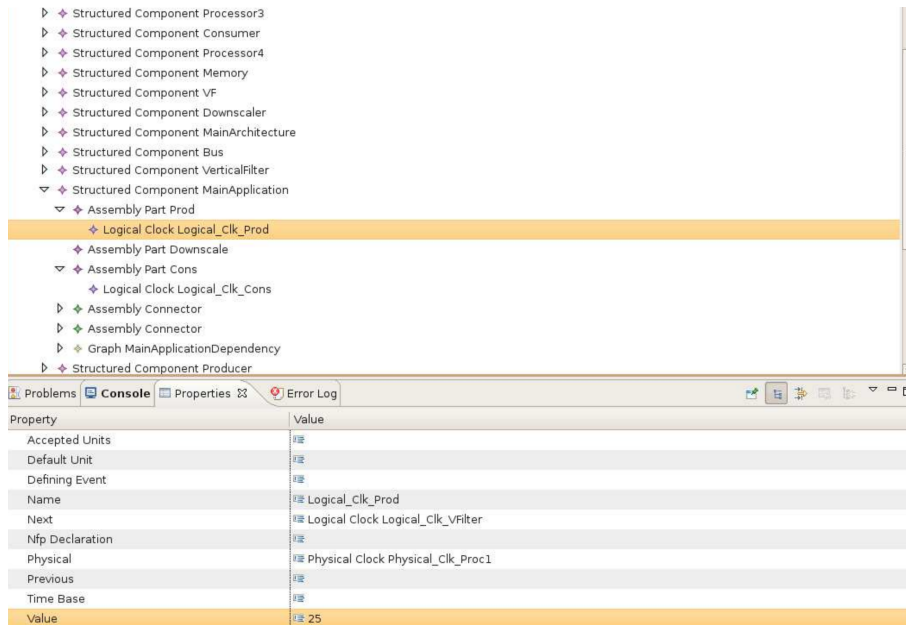 Structured Component Processor3
Structured Component Consumer
Structured Component Processor4
Structured Component Memory
Structured Component VF
Structured Component Downscaler
Structured Component MainArchitecture
Structured Component Bus
Structured Component VerticalFilter
Structured Component MainApplication
Assembly Part Prod
Logical Clock Logical_Clk_Prod
Assembly Part Downscale
Assembly Part Cons
Logical Clock Logical_Clk_Cons
Assembly Connector
Assembly Connector
Graph MainApplicationDependency
Structured Component Producer
Problems Console Properties Error Log
Property Value
Accepted Units
Default Unit
Defining Event
Name Logical_Clk_Prod
Next Logical Clock Logical_Clk_VFilter
Nfp Declaration
Physical Physical Clock Physical_Clk_Proc1
Previous
Time Base
Value 25